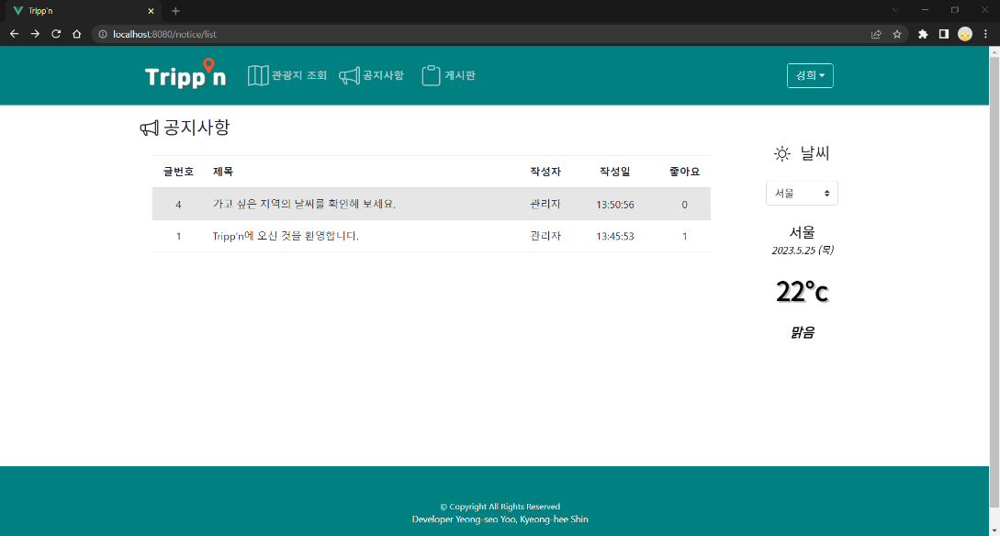 Tripp'n
localhost:8080/notice/list
Tripp'n 관광지 조회 공지사항 게시판 경희
공지사항
글번호 제목 작성자 작성일 좋아요
4 가고 싶은 지역의 날씨를 확인해 보세요. 관리자 13:50:56 0
1 Tripp'n에 오신 것을 환영합니다. 관리자 13:45:53 1
날씨
서울
서울
2023.5.25 (목)
22°c
맑음
© Copyright All Rights Reserved
Developer Yeong-seo Yoo, Kyeong-hee Shin